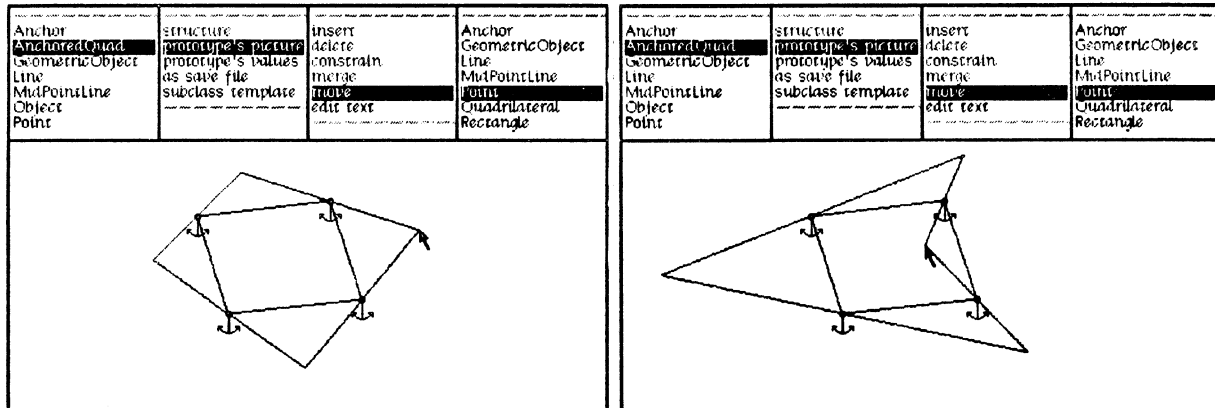 Anchor
AnchoredQuad
GeometricObject
Line
MidPointLine
Object
Point
structure
prototype's picture
prototype's values
as save file
subclass template
insert
delete
constrain
merge
move
edit text
Anchor
GeometricObject
Line
MidPointLine
Point
Quadrilateral
Rectangle
Anchor
AnchoredQuad
GeometricObject
Line
MidPointLine
Object
Point
structure
prototype's picture
prototype's values
as save file
subclass template
insert
delete
constrain
merge
move
edit text
Anchor
GeometricObject
Line
MidPointLine
Point
Quadrilateral
Rectangle